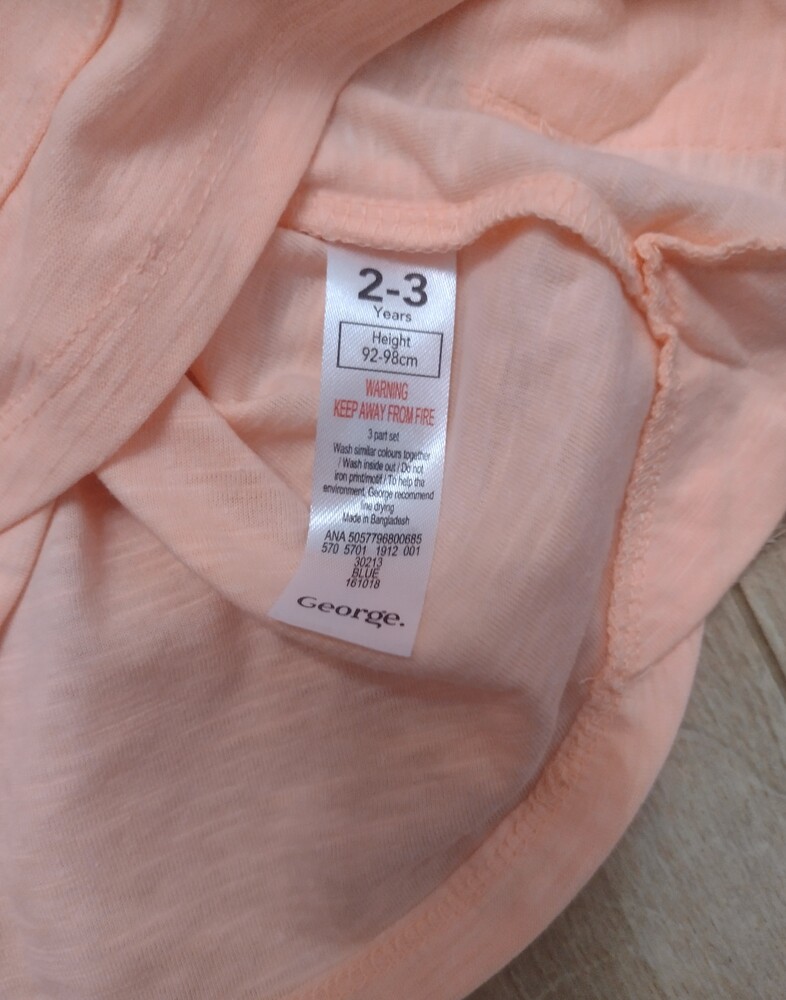 2-3
Years
Height
92-98cm
WARNING
KEEP AWAY FROM FIRE
3 part set
Wash similar colours together
/ Wash inside out / Do not
iron print/motif / To help the
environment, George recommend
line drying
Made in Bangladesh
ANA 5057796800685
570 5701 1912 001
30213
BLUE
161018
George.